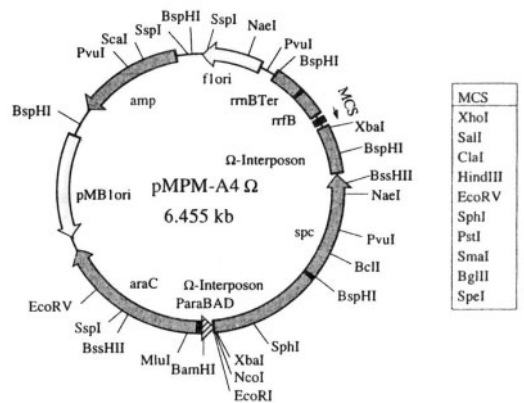 BspHI
SspI
NaeI
SspI
ScaI
PvuI
PvuI
BspHI
f1ori
amp
rrnBTer
rrfB
MCS
XbaI
BspHI
BspHI
Ω-Interposon
BssHII
NaeI
pMB1ori
pMPM-A4 Ω
6.455 kb
spc
PvuI
BclI
BspHI
araC
Ω-Interposon
ParaBAD
EcoRV
SspI
BssHII
MluI
BamHI
SphI
XbaI
NcoI
EcoRI
MCS
XhoI
SalI
ClaI
HindIII
EcoRV
SphI
PstI
SmaI
BglII
SpeI